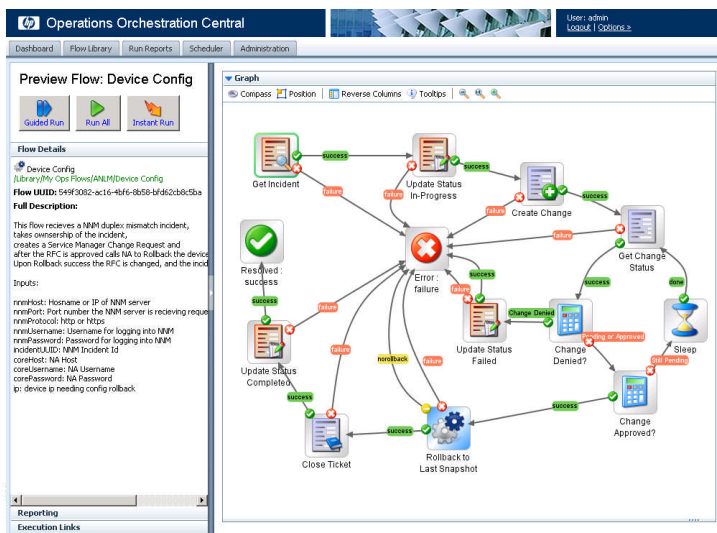 hp Operations Orchestration Central
User: admin
Logout | Options »
Dashboard
Flow Library
Run Reports
Scheduler
Administration
Preview Flow: Device Config
Guided Run
Run All
Instant Run
Flow Details
Device Config
/Library/My Ops Flows/ANLM/Device Config
Flow UUID: 549f3082-ac16-4bf6-8b58-bfd62cb8c5ba
Full Description:
This flow recieves a NNM duplex mismatch incident,
takes ownsership of the incident,
creates a Service Manager Change Request and
after the RFC is approved calls NA to Rollback the device
Upon Rollback success the RFC is changed, and the incid
Inputs:
nnmHost: Hostname or IP of NNM server
nnmPort: Port number the NNM server is recieving reque
nnmProtocol: http or https
nnmUsername: Username for logging into NNM
nnmPassword: Password for logging into NNM
incidentUUID: NNM Incident Id
coreHost: NA Host
coreUsername: NA Username
corePassword: NA Password
ip: device ip needing config rollback
Reporting
Execution Links
Graph
Compass
Position
Reverse Columns
Tooltips
Get Incident
success
failure
Update Status
In-Progress
success
failure
Create Change
success
failure
Get Change
Status
failure
success
Resolved :
success
Error :
failure
success
failure
Update Status
Completed
success
failure
Update Status
Failed
success
failure
Change Denied
Change
Denied?
Pending or Approved
done
Sleep
Still Pending
Change
Approved?
success
norollback
failure
Rollback to
Last Snapshot
success
Close Ticket
success
failure